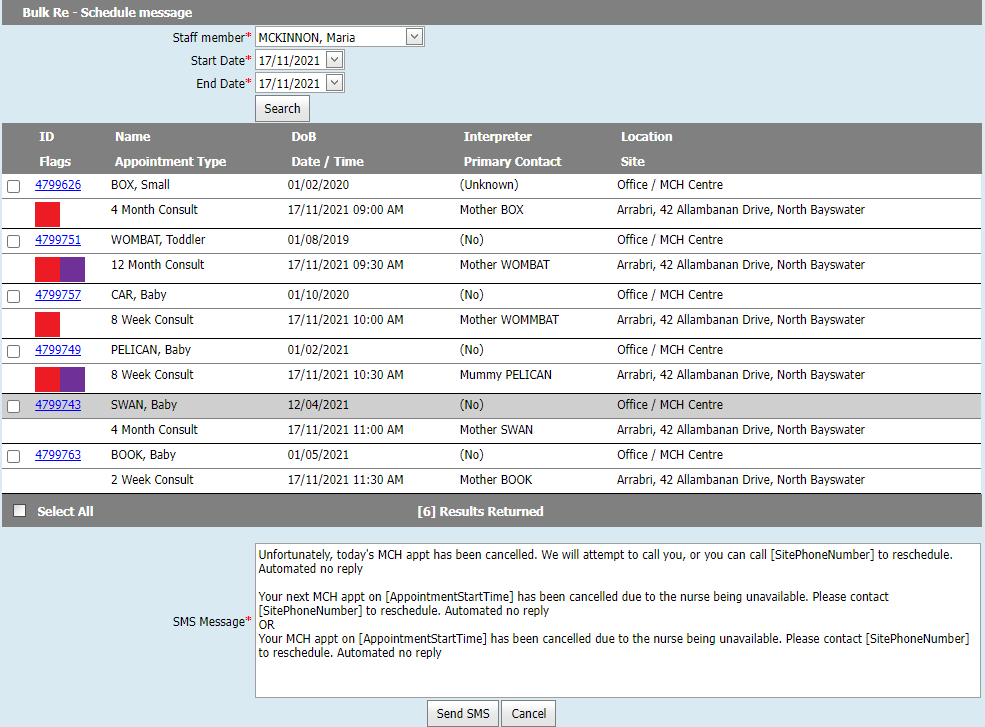 Bulk Re - Schedule message
Staff member* MCKINNON, Maria
Start Date* 17/11/2021
End Date* 17/11/2021
Search
ID Name DoB Interpreter Location
Flags Appointment Type Date / Time Primary Contact Site
4799626 BOX, Small 01/02/2020 (Unknown) Office / MCH Centre
4 Month Consult 17/11/2021 09:00 AM Mother BOX Arrabri, 42 Allambanan Drive, North Bayswater
4799751 WOMBAT, Toddler 01/08/2019 (No) Office / MCH Centre
12 Month Consult 17/11/2021 09:30 AM Mother WOMBAT Arrabri, 42 Allambanan Drive, North Bayswater
4799757 CAR, Baby 01/10/2020 (No) Office / MCH Centre
8 Week Consult 17/11/2021 10:00 AM Mother WOMMBAT Arrabri, 42 Allambanan Drive, North Bayswater
4799749 PELICAN, Baby 01/02/2021 (No) Office / MCH Centre
8 Week Consult 17/11/2021 10:30 AM Mummy PELICAN Arrabri, 42 Allambanan Drive, North Bayswater
4799743 SWAN, Baby 12/04/2021 (No) Office / MCH Centre
4 Month Consult 17/11/2021 11:00 AM Mother SWAN Arrabri, 42 Allambanan Drive, North Bayswater
4799763 BOOK, Baby 01/05/2021 (No) Office / MCH Centre
2 Week Consult 17/11/2021 11:30 AM Mother BOOK Arrabri, 42 Allambanan Drive, North Bayswater
Select All [6] Results Returned
SMS Message*
Unfortunately, today's MCH appt has been cancelled. We will attempt to call you, or you can call [SitePhoneNumber] to reschedule.
Automated no reply
Your next MCH appt on [AppointmentStartTime] has been cancelled due to the nurse being unavailable. Please contact
[SitePhoneNumber] to reschedule. Automated no reply
OR
Your MCH appt on [AppointmentStartTime] has been cancelled due to the nurse being unavailable. Please contact [SitePhoneNumber]
to reschedule. Automated no reply
Send SMS Cancel